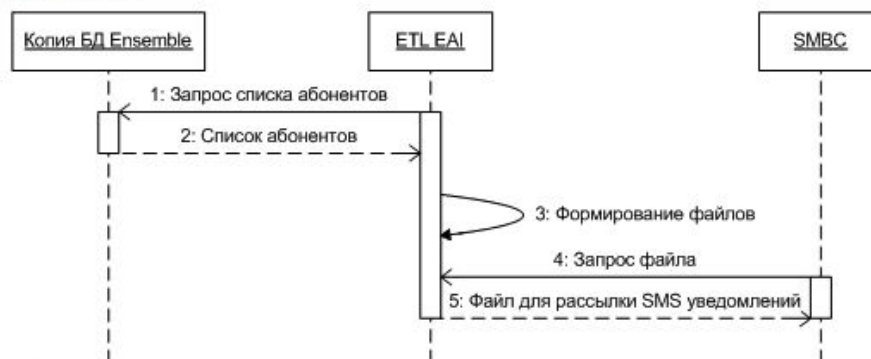 Копия БД Ensemble
ETL EAI
SMBC
1: Запрос списка абонентов
2: Список абонентов
3: Формирование файлов
4: Запрос файла
5: Файл для рассылки SMS уведомлений